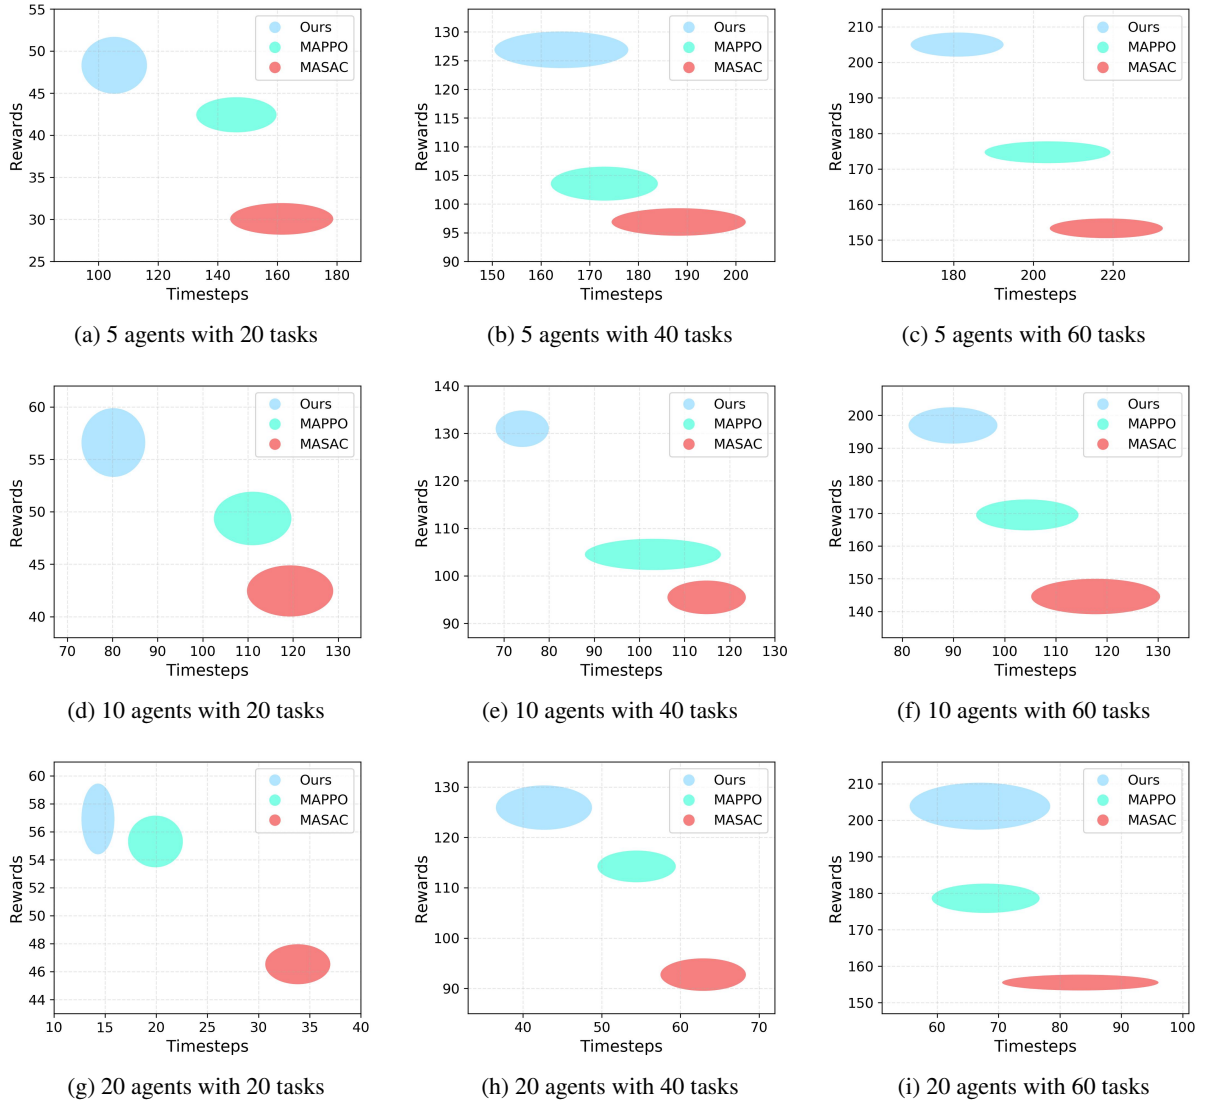 55
50
45
40
35
30
25
Rewards
Ours
MAPPO
MASAC
100 120 140 160 180
Timesteps
(a) 5 agents with 20 tasks
130
125
120
115
110
105
100
95
90
Rewards
Ours
MAPPO
MASAC
150 160 170 180 190 200
Timesteps
(b) 5 agents with 40 tasks
210
200
190
180
170
160
150
Rewards
Ours
MAPPO
MASAC
180 200 220
Timesteps
(c) 5 agents with 60 tasks
60
55
50
45
40
Rewards
Ours
MAPPO
MASAC
70 80 90 100 110 120 130
Timesteps
(d) 10 agents with 20 tasks
140
130
120
110
100
90
Rewards
Ours
MAPPO
MASAC
70 80 90 100 110 120 130
Timesteps
(e) 10 agents with 40 tasks
200
190
180
170
160
150
140
Rewards
Ours
MAPPO
MASAC
80 90 100 110 120 130
Timesteps
(f) 10 agents with 60 tasks
60
58
56
54
52
50
48
46
44
Rewards
Ours
MAPPO
MASAC
10 15 20 25 30 35 40
Timesteps
(g) 20 agents with 20 tasks
130
120
110
100
90
Rewards
Ours
MAPPO
MASAC
40 50 60 70
Timesteps
(h) 20 agents with 40 tasks
210
200
190
180
170
160
150
Rewards
Ours
MAPPO
MASAC
60 70 80 90 100
Timesteps
(i) 20 agents with 60 tasks